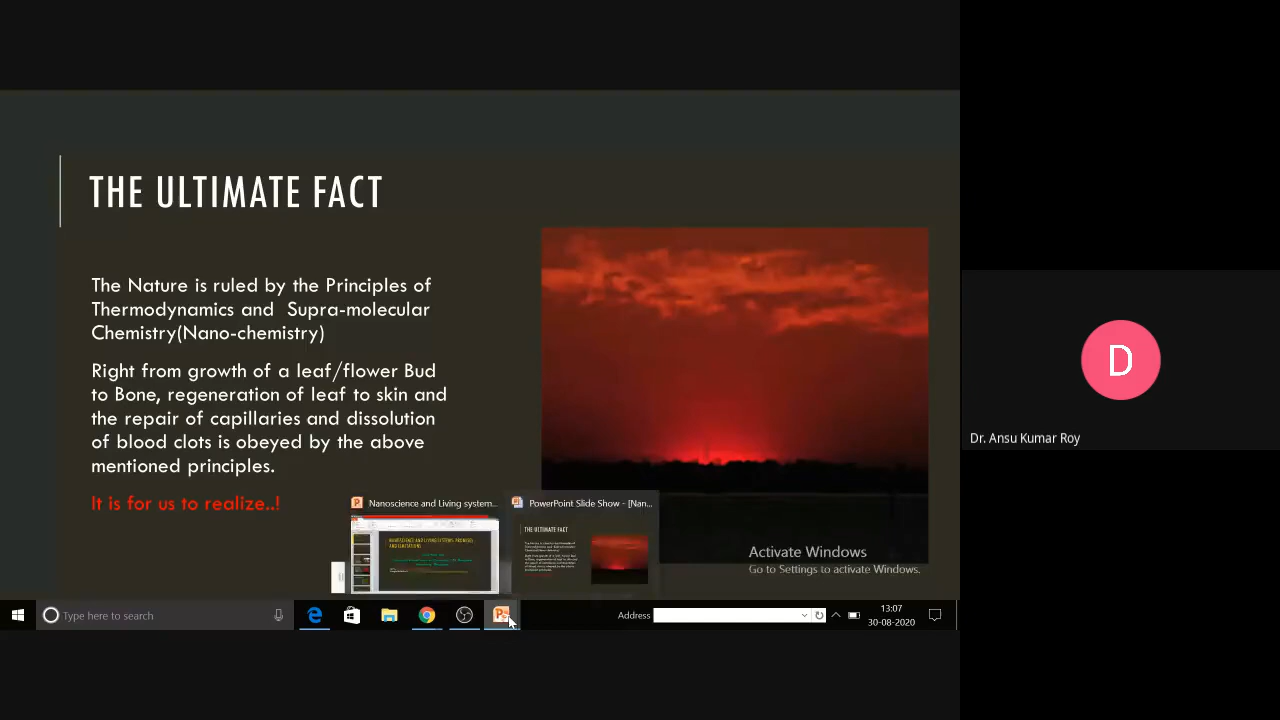 THE ULTIMATE FACT
The Nature is ruled by the Principles of
Thermodynamics and Supra-molecular
Chemistry(Nano-chemistry)
Right from growth of a leaf/flower Bud
to Bone, regeneration of leaf to skin and
the repair of capillaries and dissolution
of blood clots is obeyed by the above
mentioned principles.
It is for us to realize..!
Nanoscience and Living system...
PowerPoint Slide Show - [Nan...
THE ULTIMATE FACT
Activate Windows
Go to Settings to activate Windows.
Type here to search
Address
13:07
30-08-2020
D
Dr. Ansu Kumar Roy